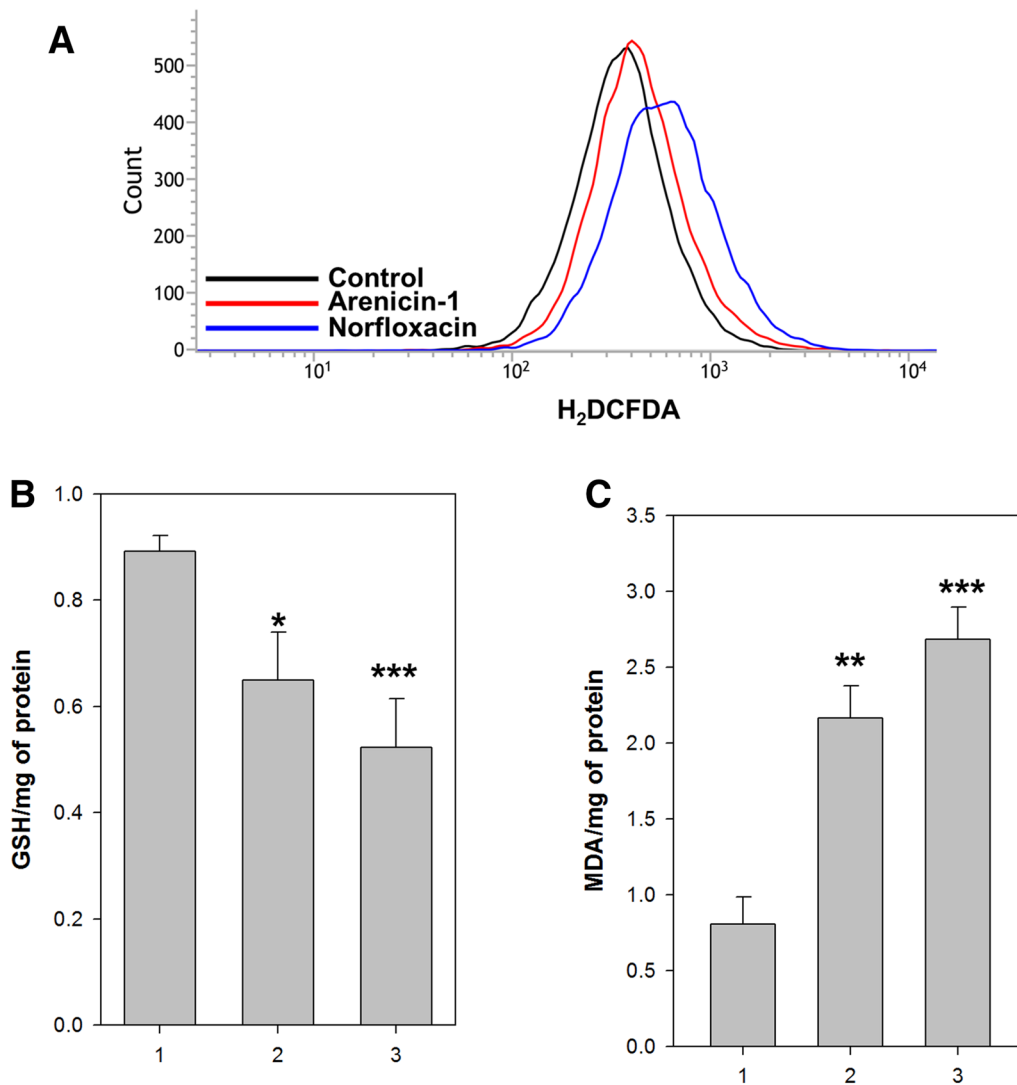 A
500
400
300
200
100
0
Count
Control
Arenicin-1
Norfloxacin
10¹ 10² 10³ 10⁴
H₂DCFDA
B
1.0
0.8
0.6
0.4
0.2
0.0
GSH/mg of protein
*
***
1 2 3
C
3.5
3.0
2.5
2.0
1.5
1.0
0.5
0.0
MDA/mg of protein
**
***
1 2 3